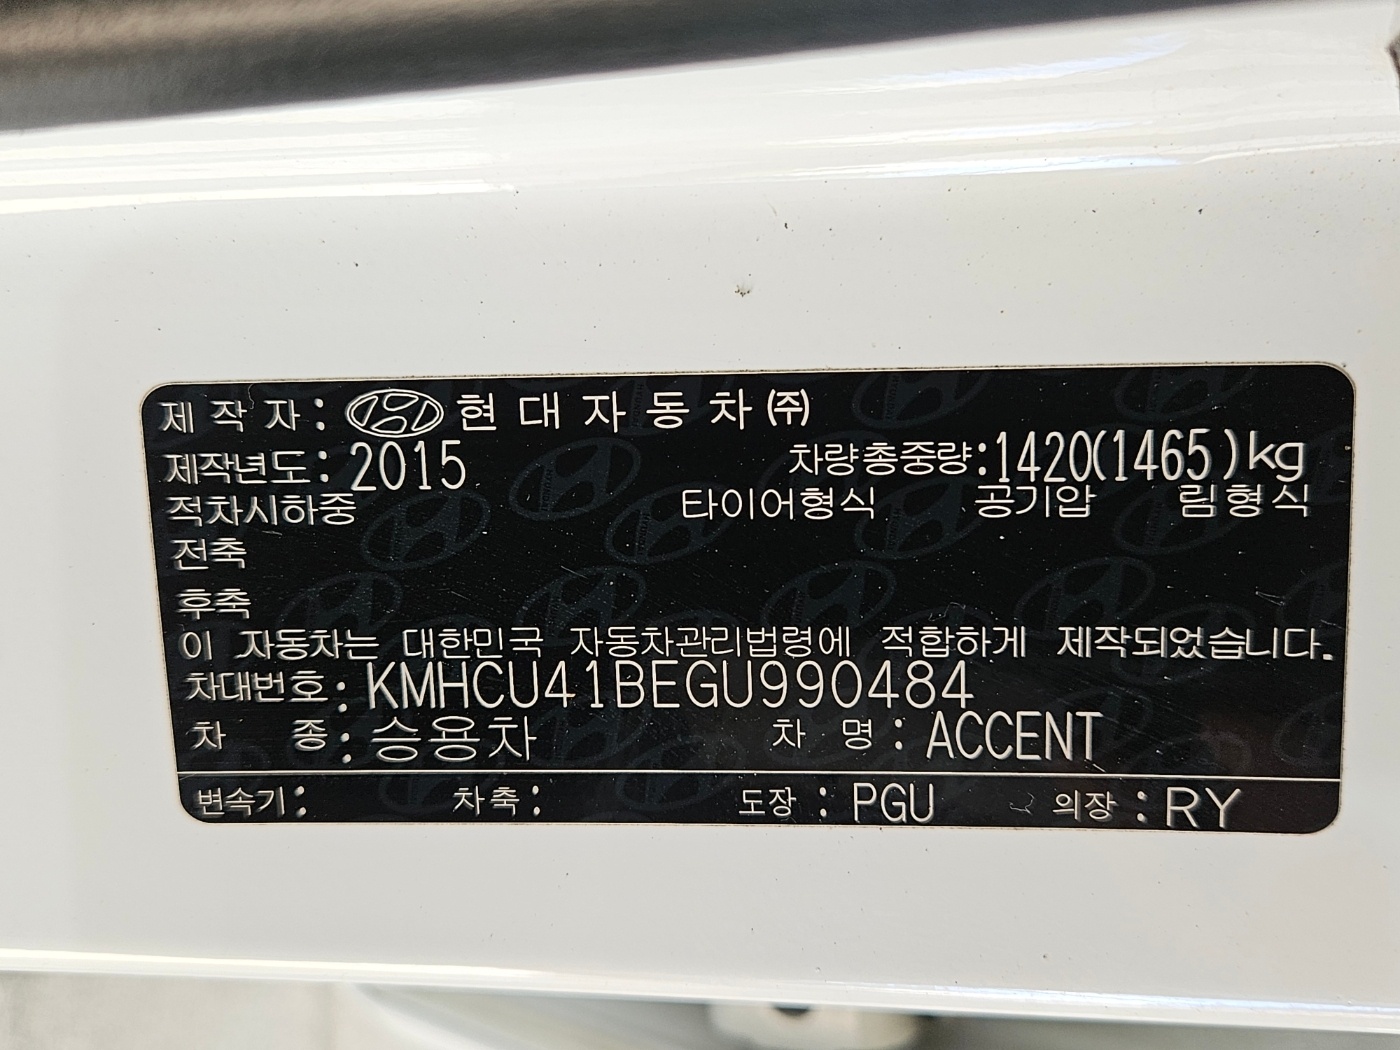 제 작 자 : 현 대 자 동 차 ㈜
제작년도 : 2015 차량총중량 : 1420(1465)kg
적차시하중 타이어형식 공기압 림형식
전축
후축
이 자동차는 대한민국 자동차관리법령에 적합하게 제작되었습니다.
차대번호 : KMHCU41BEGU990484
차 종 : 승용차 차 명 : ACCENT
변속기 : 차축 : 도장 : PGU 의장 : RY